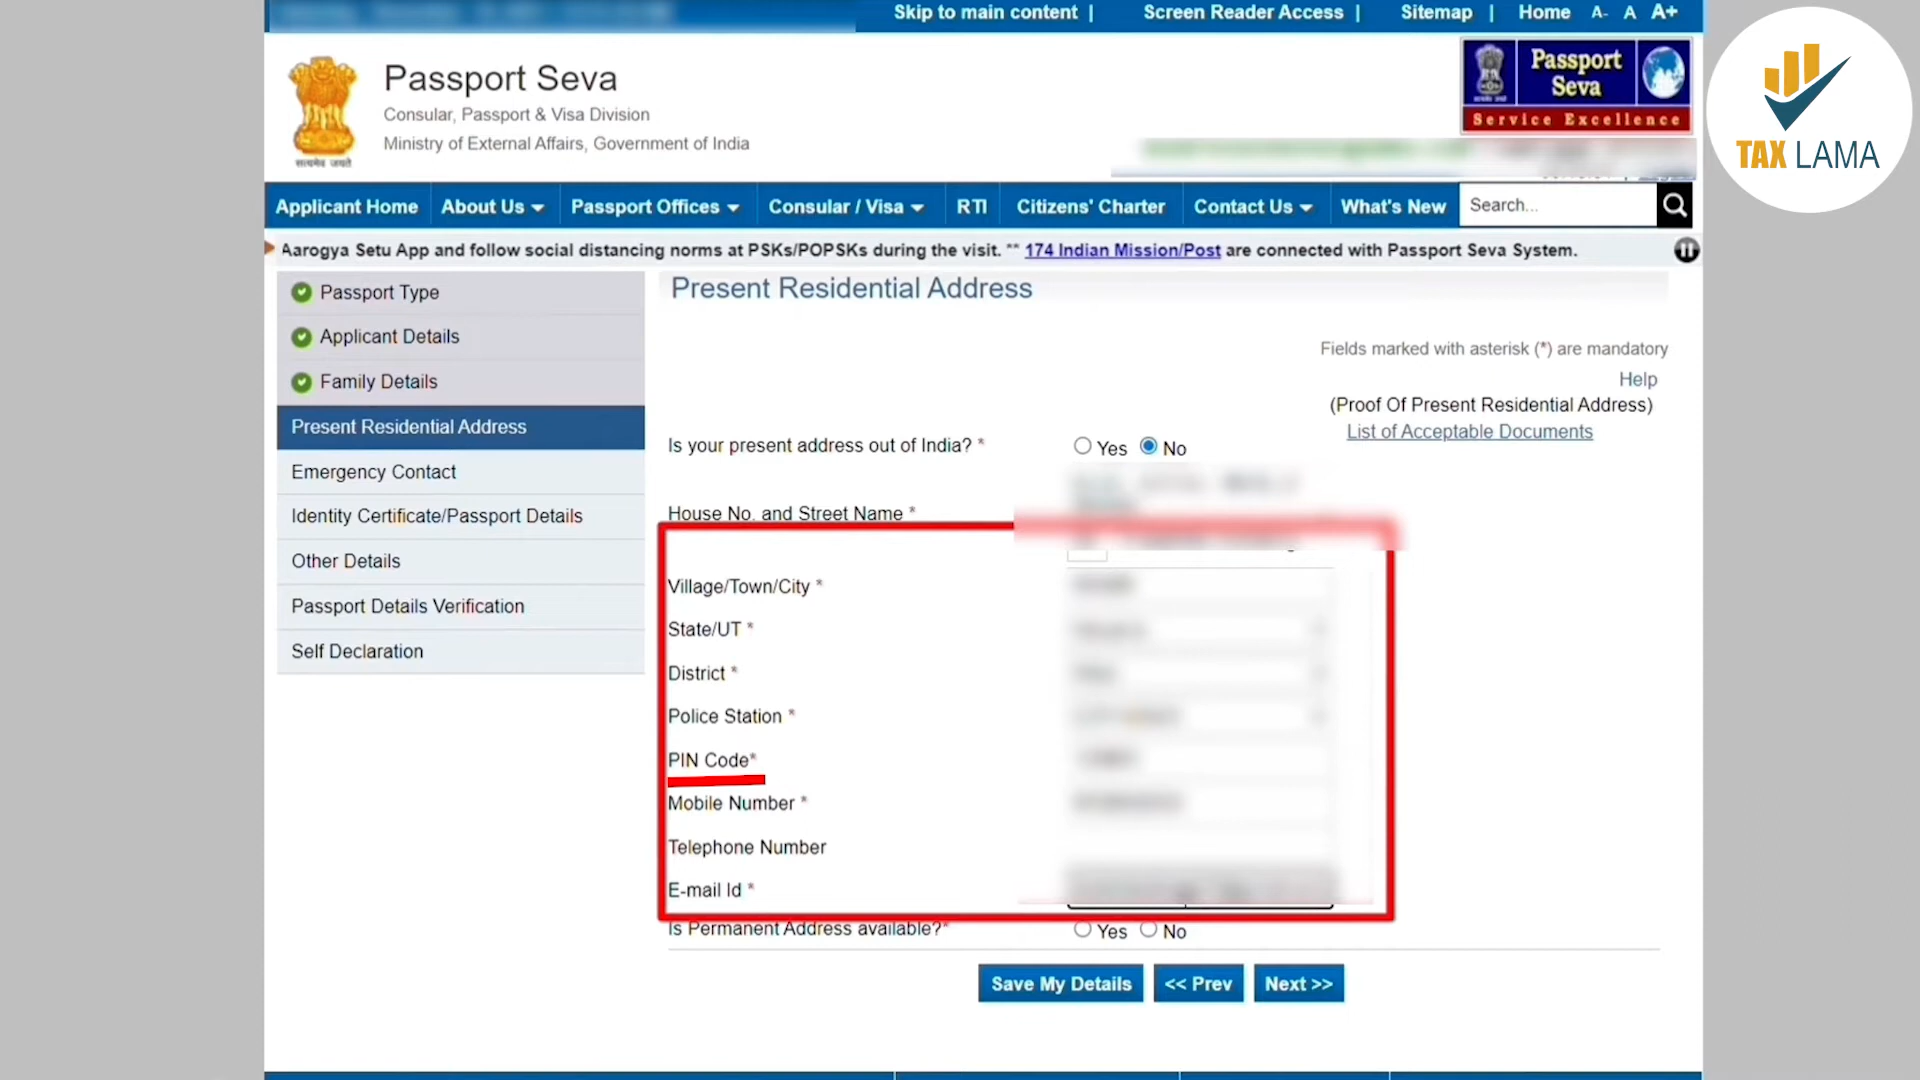 Skip to main content | Screen Reader Access | Sitemap | Home A- A A+
Passport Seva
Consular, Passport & Visa Division
Ministry of External Affairs, Government of India
सत्यमेव जयते
Passport Seva
Service Excellence
TAX LAMA
Applicant Home About Us Passport Offices Consular / Visa RTI Citizens' Charter Contact Us What's New Search...
Aarogya Setu App and follow social distancing norms at PSKs/POPSKs during the visit. ** 174 Indian Mission/Post are connected with Passport Seva System.
Passport Type
Applicant Details
Family Details
Present Residential Address
Emergency Contact
Identity Certificate/Passport Details
Other Details
Passport Details Verification
Self Declaration
Present Residential Address
Fields marked with asterisk (*) are mandatory
Help
(Proof Of Present Residential Address)
List of Acceptable Documents
Is your present address out of India? * Yes No
House No. and Street Name *
Village/Town/City *
State/UT *
District *
Police Station *
PIN Code*
Mobile Number *
Telephone Number
E-mail Id *
Is Permanent Address available?* Yes No
Save My Details << Prev Next >>